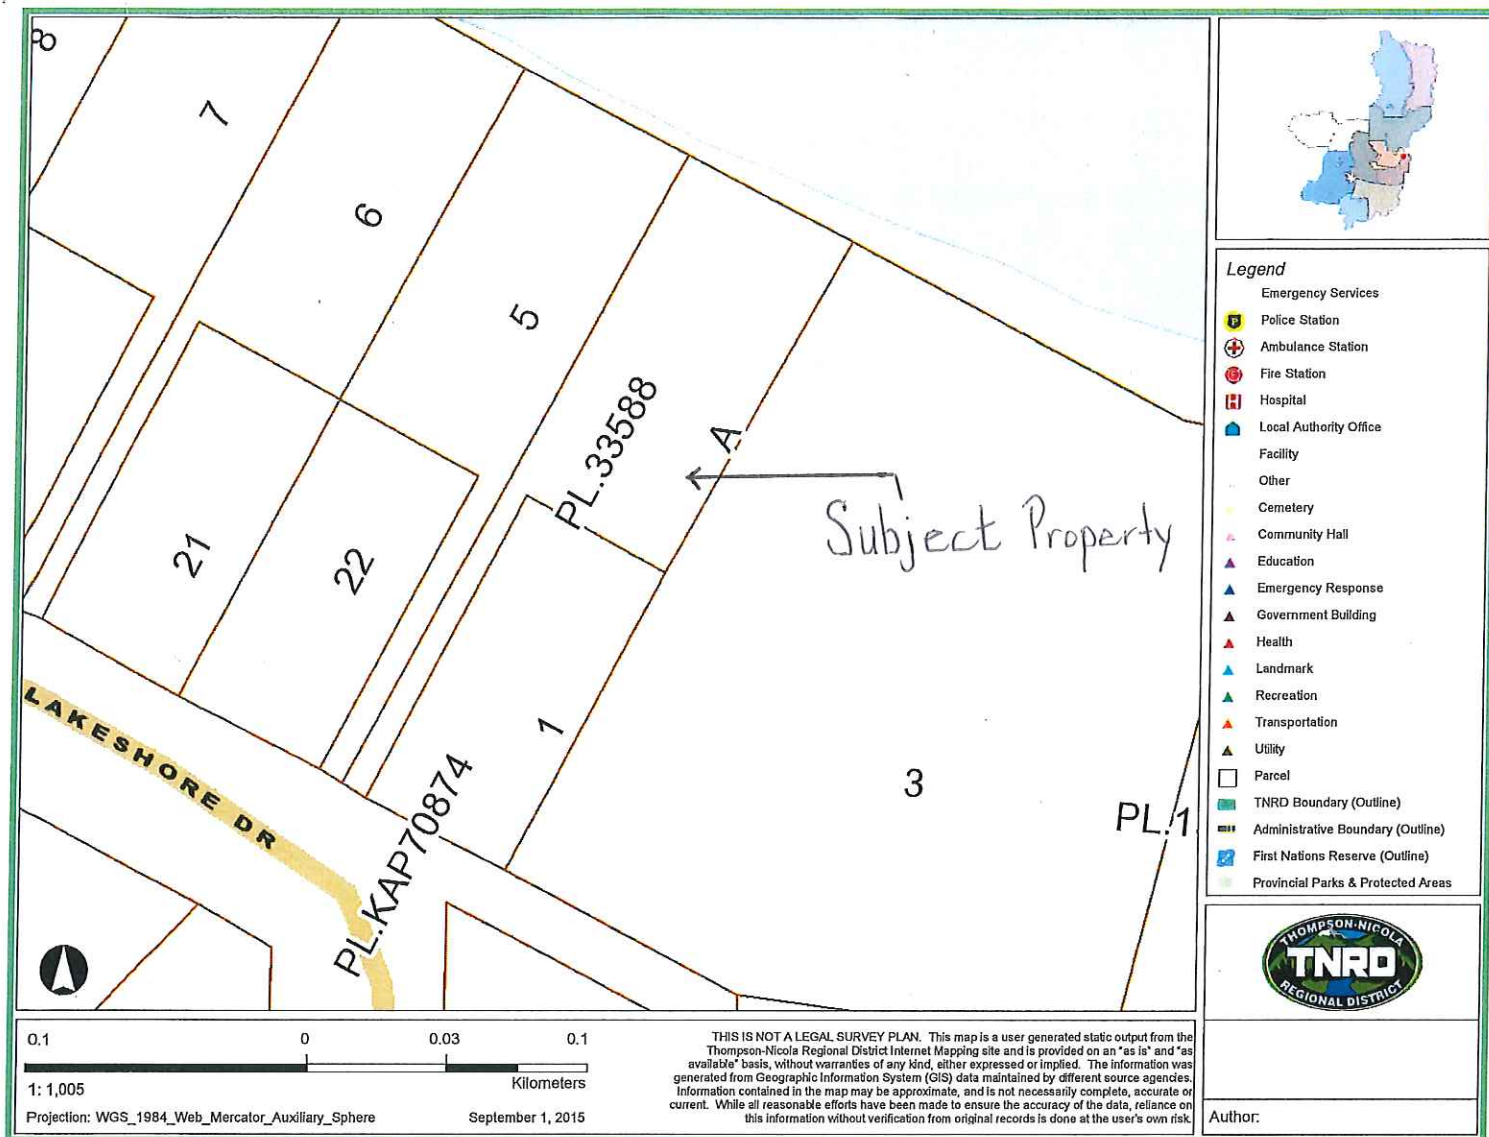 8
7
6
5
PL.33588
A
Subject Property
21
22
1
3
PL.1
LAKESHORE DR
PL.KAP70874
Legend
Emergency Services
Police Station
Ambulance Station
Fire Station
Hospital
Local Authority Office
Facility
Other
Cemetery
Community Hall
Education
Emergency Response
Government Building
Health
Landmark
Recreation
Transportation
Utility
Parcel
TNRD Boundary (Outline)
Administrative Boundary (Outline)
First Nations Reserve (Outline)
Provincial Parks & Protected Areas
THOMPSON-NICOLA
TNRD
REGIONAL DISTRICT
Author:
0.1 0 0.03 0.1
Kilometers
1: 1,005
Projection: WGS_1984_Web_Mercator_Auxiliary_Sphere September 1, 2015
THIS IS NOT A LEGAL SURVEY PLAN. This map is a user generated static output from the
Thompson-Nicola Regional District Internet Mapping site and is provided on an "as is" and "as
available" basis, without warranties of any kind, either expressed or implied. The information was
generated from Geographic Information System (GIS) data maintained by different source agencies.
Information contained in the map may be approximate, and is not necessarily complete, accurate or
current. While all reasonable efforts have been made to ensure the accuracy of the data, reliance on
this information without verification from original records is done at the user's own risk.